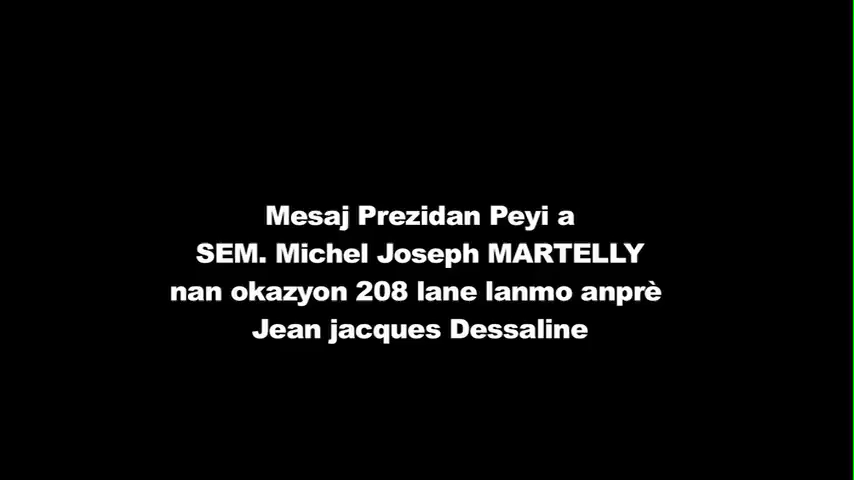 Mesaj Prezidan Peyi a
SEM. Michel Joseph MARTELLY
nan okazyon 208 lane lanmo anprè
Jean jacques Dessaline